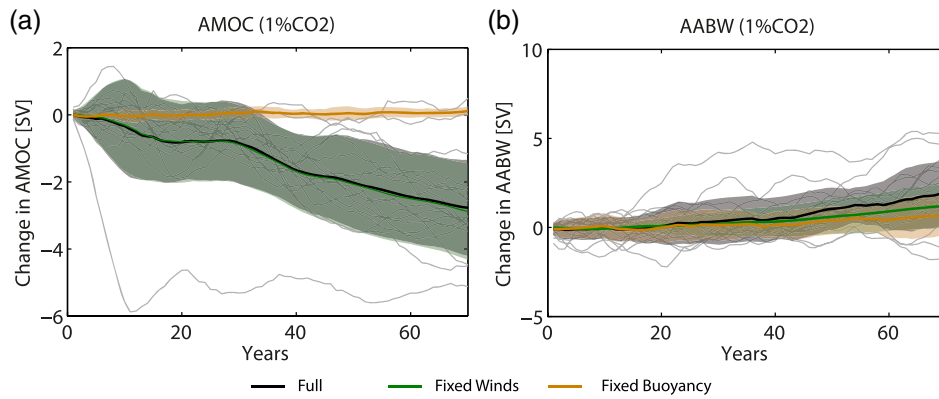 (a)
AMOC (1%CO2)
Change in AMOC [SV]
2
0
−2
−4
−6
0
20
40
60
Years
(b)
AABW (1%CO2)
Change in AABW [SV]
10
5
0
−5
0
20
40
60
Years
Full
Fixed Winds
Fixed Buoyancy